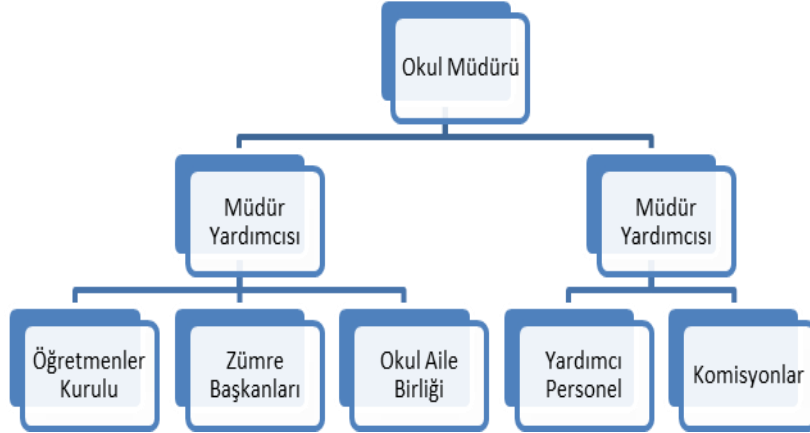 Okul Müdürü
Müdür
Yardımcısı
Müdür
Yardımcısı
Öğretmenler
Kurulu
Zümre
Başkanları
Okul Aile
Birliği
Yardımcı
Personel
Komisyonlar